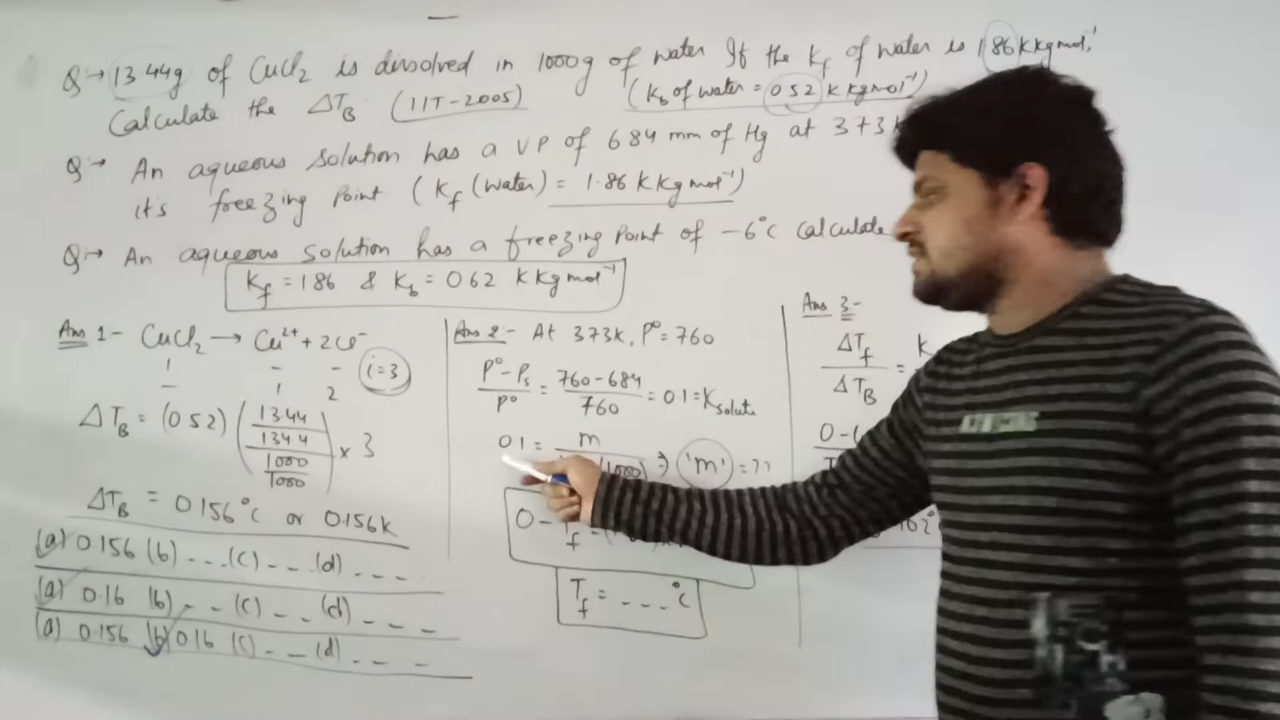 Q→ 13.44g of CuCl2 is dissolved in 1000g of water If the Kf of water is 1.86 K Kg mol-1
Calculate the ΔTB (IIT-2005) (Kb of water = 0.52 K Kg mol-1)
Q→ An aqueous solution has a VP of 684 mm of Hg at 373
it's freezing Point (Kf (water) = 1.86 K Kg mol-1)
Q→ An aqueous solution has a freezing Point of -6°C Calculate
Kf = 1.86 & Kb = 0.62 K Kg mol-1
Ans 1- CuCl2 → Cu2+ + 2Cl-
1 - -
- 1 2 i=3
ΔTB = (0.52) (13.44/134.4 / 1000/1000) × 3
ΔTB = 0.156°C or 0.156K
(a) 0.156 (b) --- (c) --- (d) ----
(a) 0.16 (b) -- (c) -- (d) ---
(a) 0.156 (b) 0.16 (c) --- (d) ----
Ans 2- At 373K, P° = 760
P°-Ps/P° = 760-684/760 = 0.1 = Xsolute
0.1 = m (1000) ⇒ 'm' = ??
0 - Tf =
Tf = ---°C
Ans 3-
ΔTf/ΔTB = K
0-(